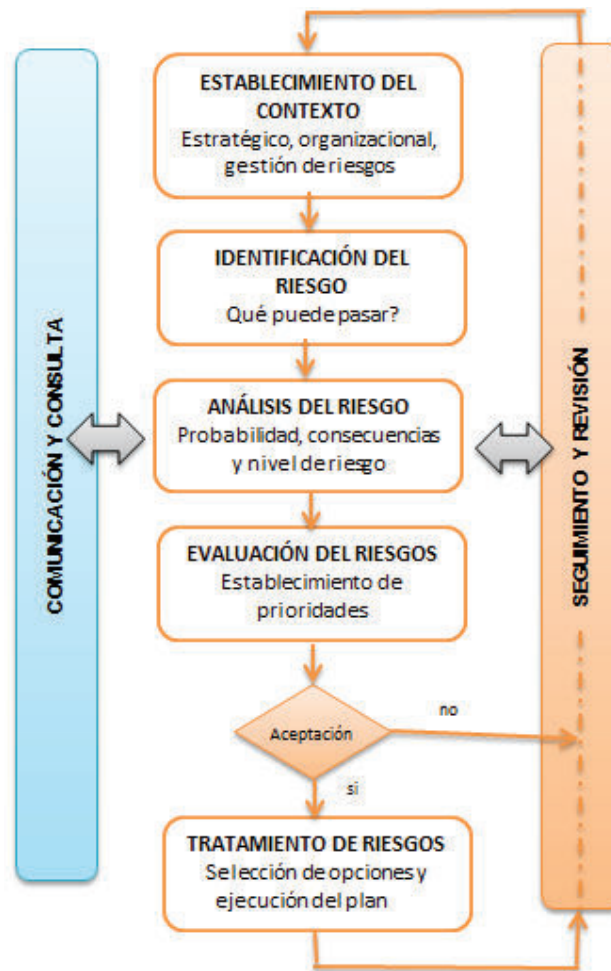 ESTABLECIMIENTO DEL
CONTEXTO
Estratégico, organizacional,
gestión de riesgos
IDENTIFICACIÓN DEL
RIESGO
Qué puede pasar?
COMUNICACIÓN Y CONSULTA
ANÁLISIS DEL RIESGO
Probabilidad, consecuencias
y nivel de riesgo
SEGUIMIENTO Y REVISIÓN
EVALUACIÓN DEL RIESGOS
Establecimiento de
prioridades
Aceptación
no
si
TRATAMIENTO DE RIESGOS
Selección de opciones y
ejecución del plan